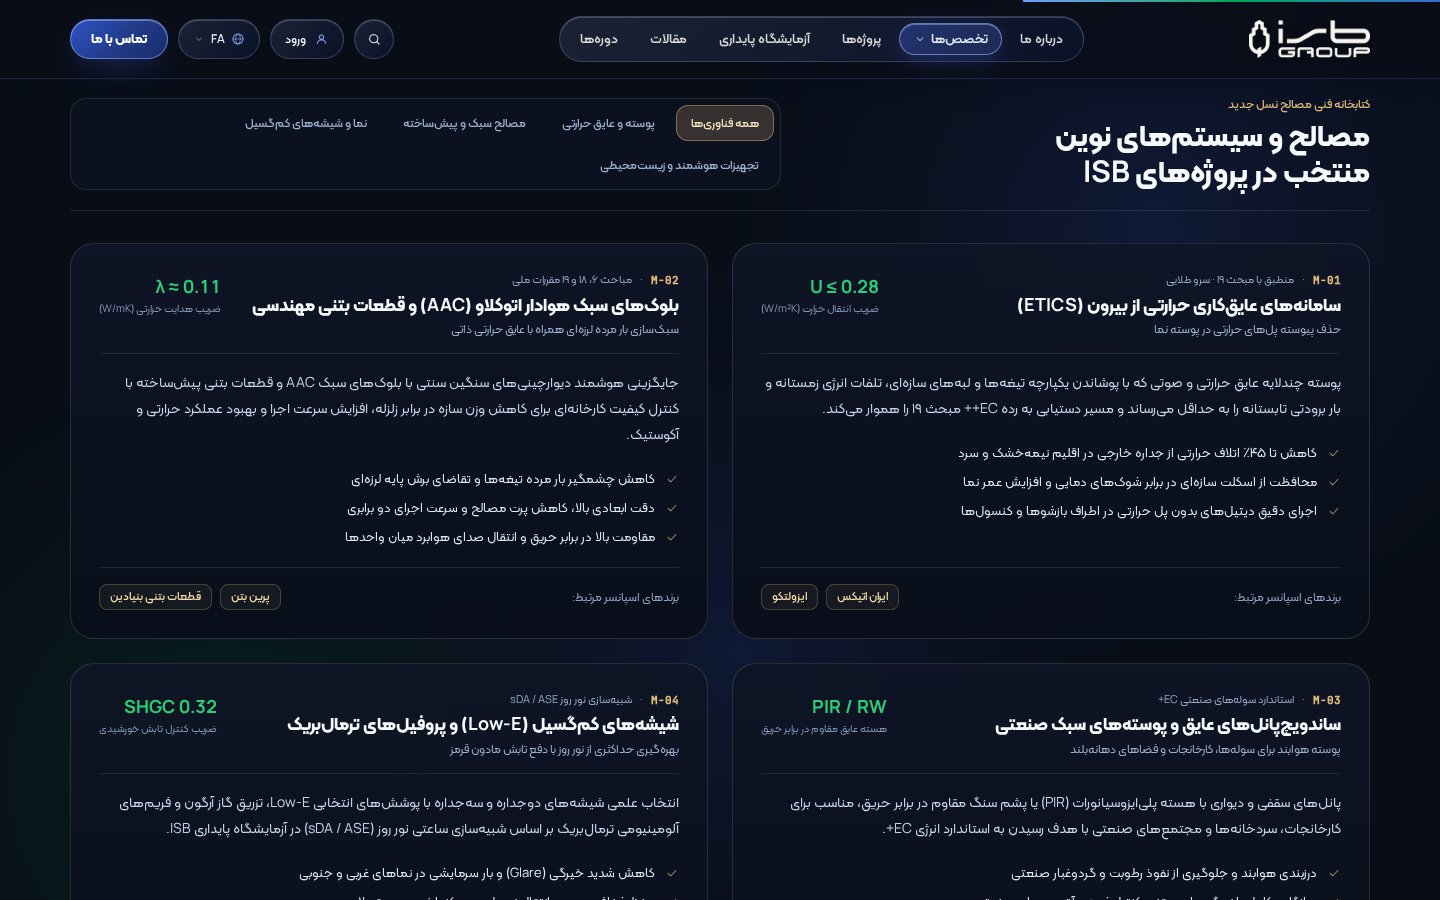 isb GROUP
درباره ما
تخصص‌ها
پروژه‌ها
آزمایشگاه پایداری
مقالات
دوره‌ها
ورود
FA
تماس با ما
کتابخانه فنی مصالح نسل جدید
مصالح و سیستم‌های نوین
منتخب در پروژه‌های ISB
همه فناوری‌ها
پوسته و عایق حرارتی
مصالح سبک و پیش‌ساخته
نما و شیشه‌های کم‌گسیل
تجهیزات هوشمند و زیست‌محیطی
M-01 · منطبق با مبحث ۱۹ · سرو طلایی
سامانه‌های عایق‌کاری حرارتی از بیرون (ETICS)
حذف پیوسته پل‌های حرارتی در پوسته نما
U ≤ 0.28
ضریب انتقال حرارت (W/m²K)
پوسته چندلایه عایق حرارتی و صوتی که با پوشاندن یکپارچه تیغه‌ها و لبه‌های سازه‌ای، تلفات انرژی زمستانه و
بار برودتی تابستانه را به حداقل می‌رساند و مسیر دستیابی به رده EC++ مبحث ۱۹ را هموار می‌کند.
کاهش تا ۴۵٪ اتلاف حرارتی از جداره خارجی در اقلیم نیمه‌خشک و سرد
محافظت از اسکلت سازه‌ای در برابر شوک‌های دمایی و افزایش عمر نما
اجرای دقیق دیتیل‌های بدون پل حرارتی در اطراف بازشوها و کنسول‌ها
برندهای اسپانسر مرتبط:
ایران اتیکس
ایزولتکو
M-02 · مباحث ۶، ۱۸ و ۱۹ مقررات ملی
بلوک‌های سبک هوادار اتوکلاو (AAC) و قطعات بتنی مهندسی
سبک‌سازی بار مرده لرزه‌ای همراه با عایق حرارتی ذاتی
λ ≈ 0.11
ضریب هدایت حرارتی (W/mK)
جایگزینی هوشمند دیوارچینی‌های سنگین سنتی با بلوک‌های سبک AAC و قطعات بتنی پیش‌ساخته با
کنترل کیفیت کارخانه‌ای برای کاهش وزن سازه در برابر زلزله، افزایش سرعت اجرا و بهبود عملکرد حرارتی و
آکوستیک.
کاهش چشمگیر بار مرده تیغه‌ها و تقاضای برش پایه لرزه‌ای
دقت ابعادی بالا، کاهش پرت مصالح و سرعت اجرای دو برابری
مقاومت بالا در برابر حریق و انتقال صدای هوابرد میان واحدها
برندهای اسپانسر مرتبط:
پرین بتن
قطعات بتنی بنیادین
M-03 · استاندارد سوله‌های صنعتی EC+
ساندویچ‌پانل‌های عایق و پوسته‌های سبک صنعتی
پوسته هوابند برای سوله‌ها، کارخانجات و فضاهای دهانه‌بلند
PIR / RW
هسته عایق مقاوم در برابر حریق
پانل‌های سقفی و دیواری با هسته پلی‌ایزوسیانورات (PIR) یا پشم سنگ مقاوم در برابر حریق، مناسب برای
کارخانجات، سردخانه‌ها و مجتمع‌های صنعتی با هدف رسیدن به استاندارد انرژی EC+.
درزبندی هوابند و جلوگیری از نفوذ رطوبت و گردوغبار صنعتی
M-04 · شبیه‌سازی نور روز sDA / ASE
شیشه‌های کم‌گسیل (Low-E) و پروفیل‌های ترمال‌بریک
بهره‌گیری حداکثری از نور روز با دفع تابش مادون قرمز
SHGC 0.32
ضریب کنترل تابش خورشیدی
انتخاب علمی شیشه‌های دوجداره و سه‌جداره با پوشش‌های انتخابی Low-E، تزریق گاز آرگون و فریم‌های
آلومینیومی ترمال‌بریک بر اساس شبیه‌سازی ساعتی نور روز (sDA / ASE) در آزمایشگاه پایداری ISB.
کاهش شدید خیرگی (Glare) و بار سرمایشی در نماهای غربی و جنوبی